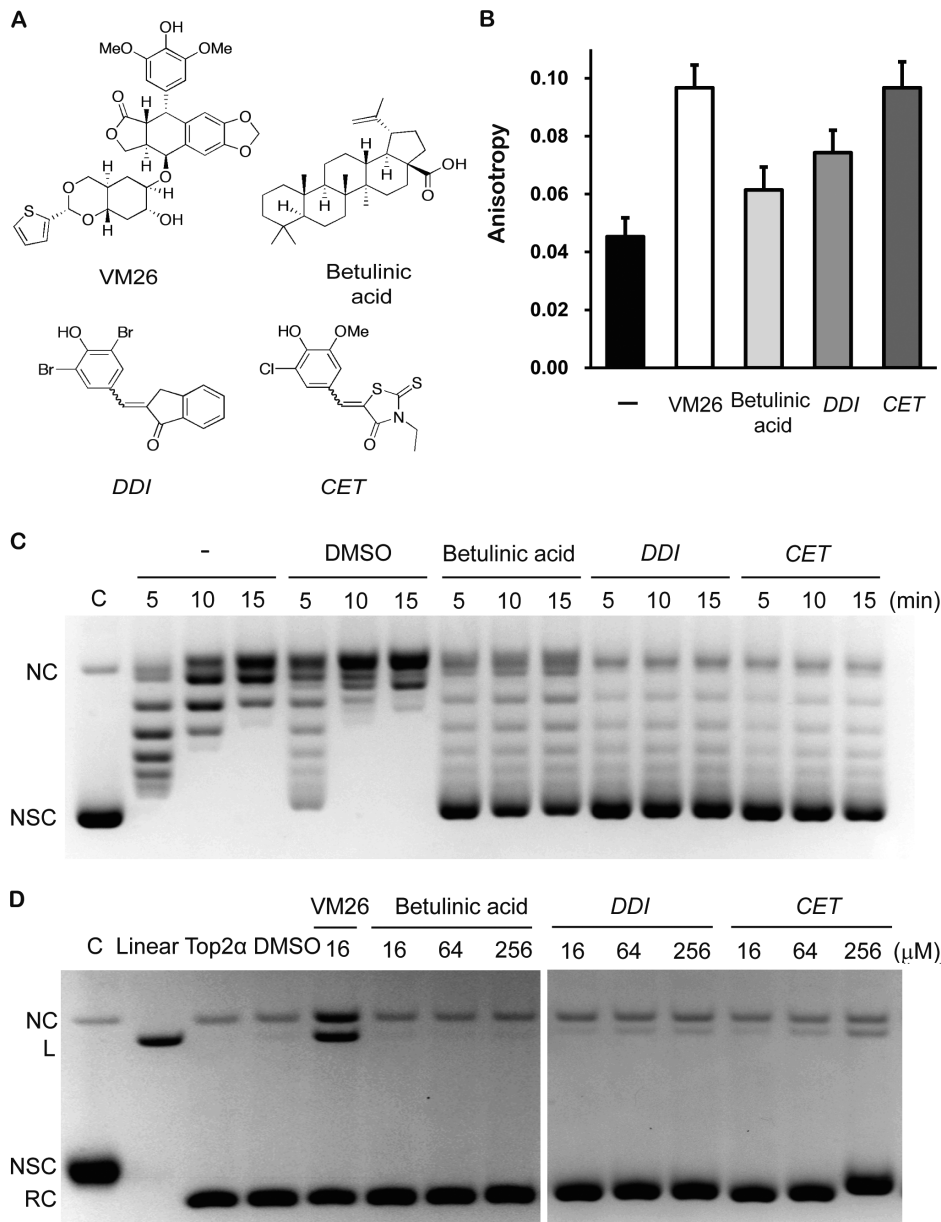 A
OH
MeO
OMe
O
O
H
H
O
O
O
H
H
O
O
OH
S
O
H
VM26
H
H
H
H
OH
O
Betulinic
acid
HO
Br
Br
O
DDI
HO
OMe
Cl
S
S
N
O
CET
B
Anisotropy
0.10
0.08
0.06
0.04
0.02
0.00
–
VM26
Betulinic
acid
DDI
CET
C
- DMSO Betulinic acid DDI CET
C 5 10 15 5 10 15 5 10 15 5 10 15 5 10 15 (min)
NC
NSC
D
VM26 Betulinic acid DDI CET
C Linear Top2α DMSO 16 16 64 256 16 64 256 16 64 256 (μM)
NC
L
NSC
RC